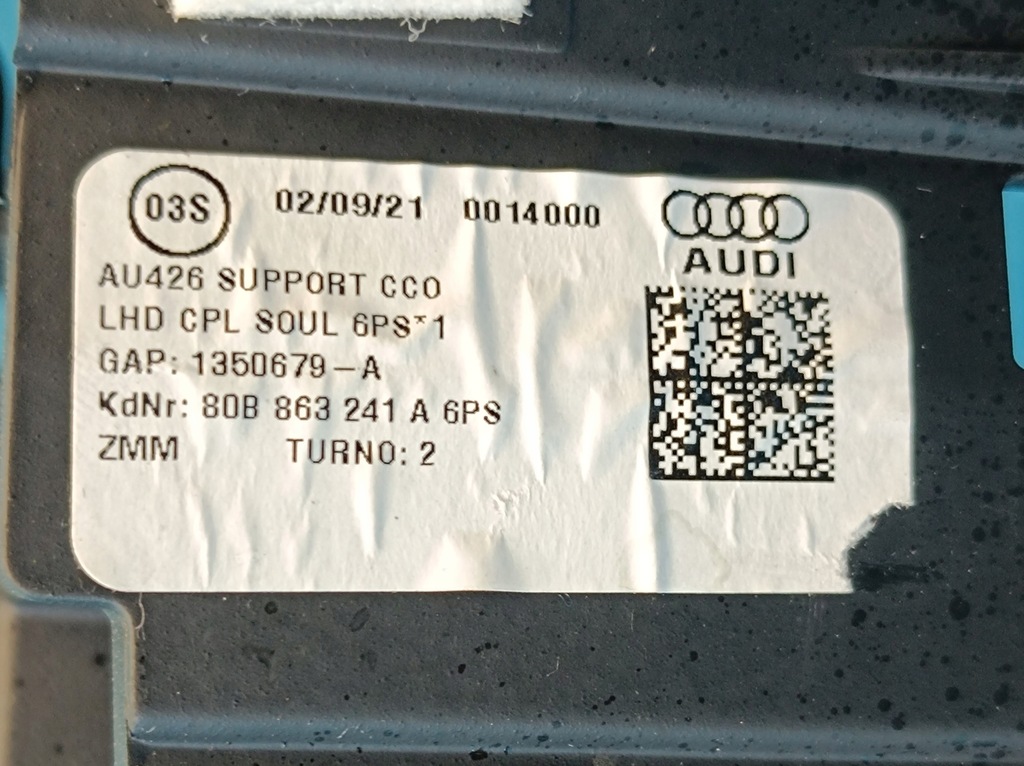 03S 02/09/21 0014000
AUDI
AU426 SUPPORT CCO
LHD CPL SOUL 6PS*1
GAP: 1350679-A
KdNr: 80B 863 241 A 6PS
ZMM TURNO: 2